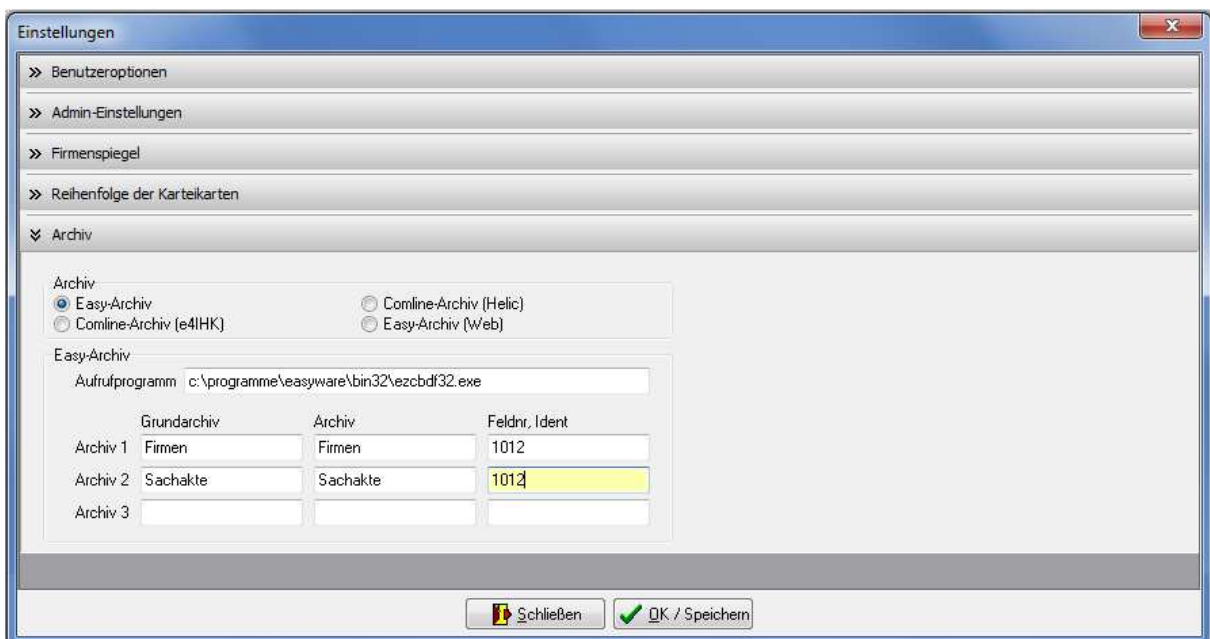 Einstellungen
» Benutzeroptionen
» Admin-Einstellungen
» Firmenspiegel
» Reihenfolge der Karteikarten
Archiv
Archiv
Easy-Archiv Comline-Archiv (Helic)
Comline-Archiv (e4IHK) Easy-Archiv (Web)
Easy-Archiv
Aufrufprogramm c:\programme\easyware\bin32\ezcbdf32.exe
Grundarchiv Archiv Feldnr, Ident
Archiv 1 Firmen Firmen 1012
Archiv 2 Sachakte Sachakte 1012
Archiv 3
Schließen OK / Speichern